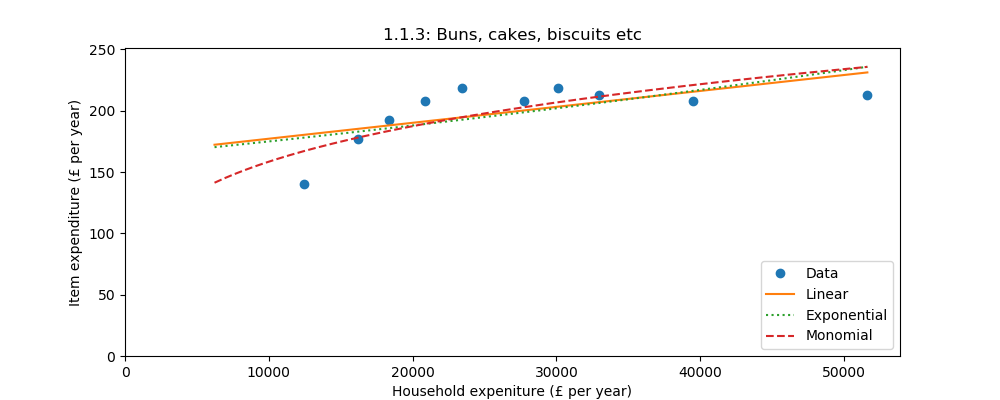 1.1.3: Buns, cakes, biscuits etc
Item expenditure (£ per year)
250
200
150
100
50
0
0 10000 20000 30000 40000 50000
Household expeniture (£ per year)
Data
Linear
Exponential
Monomial